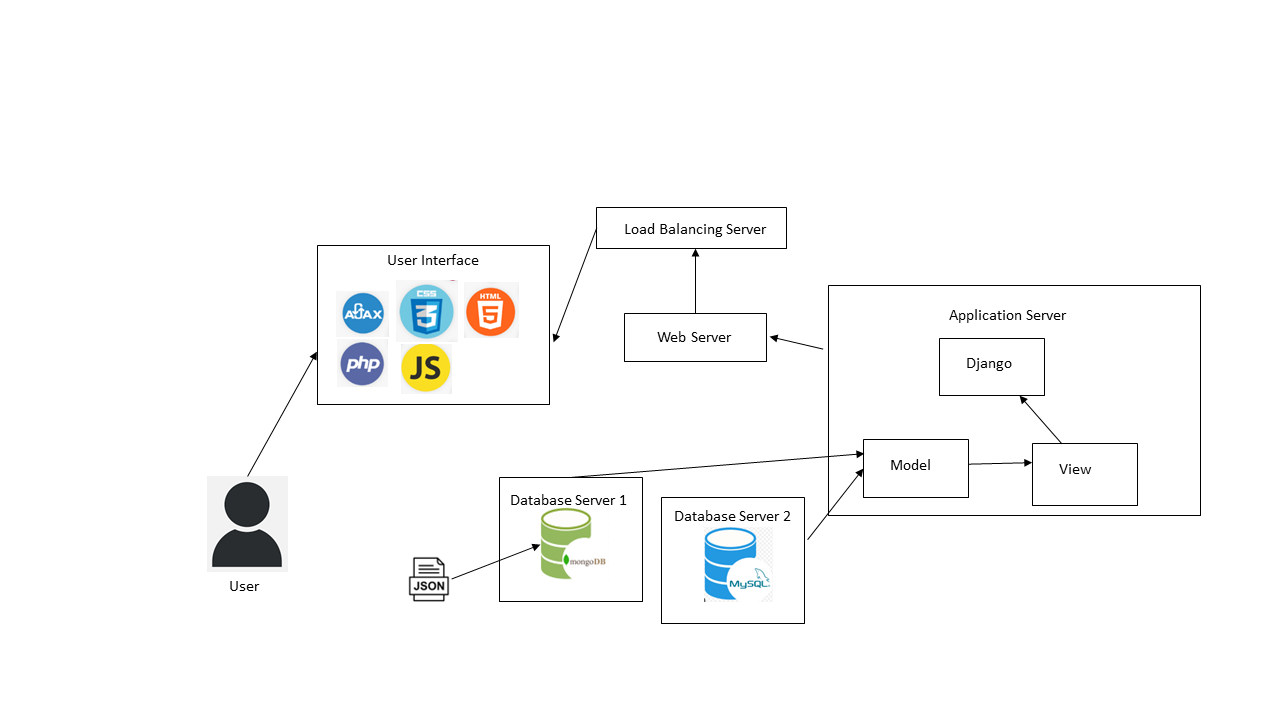 Load Balancing Server
User Interface
AJAX
CSS
3
HTML
5
php
JS
Web Server
Application Server
Django
Model
View
Database Server 1
mongoDB
Database Server 2
MySQL
JSON
User